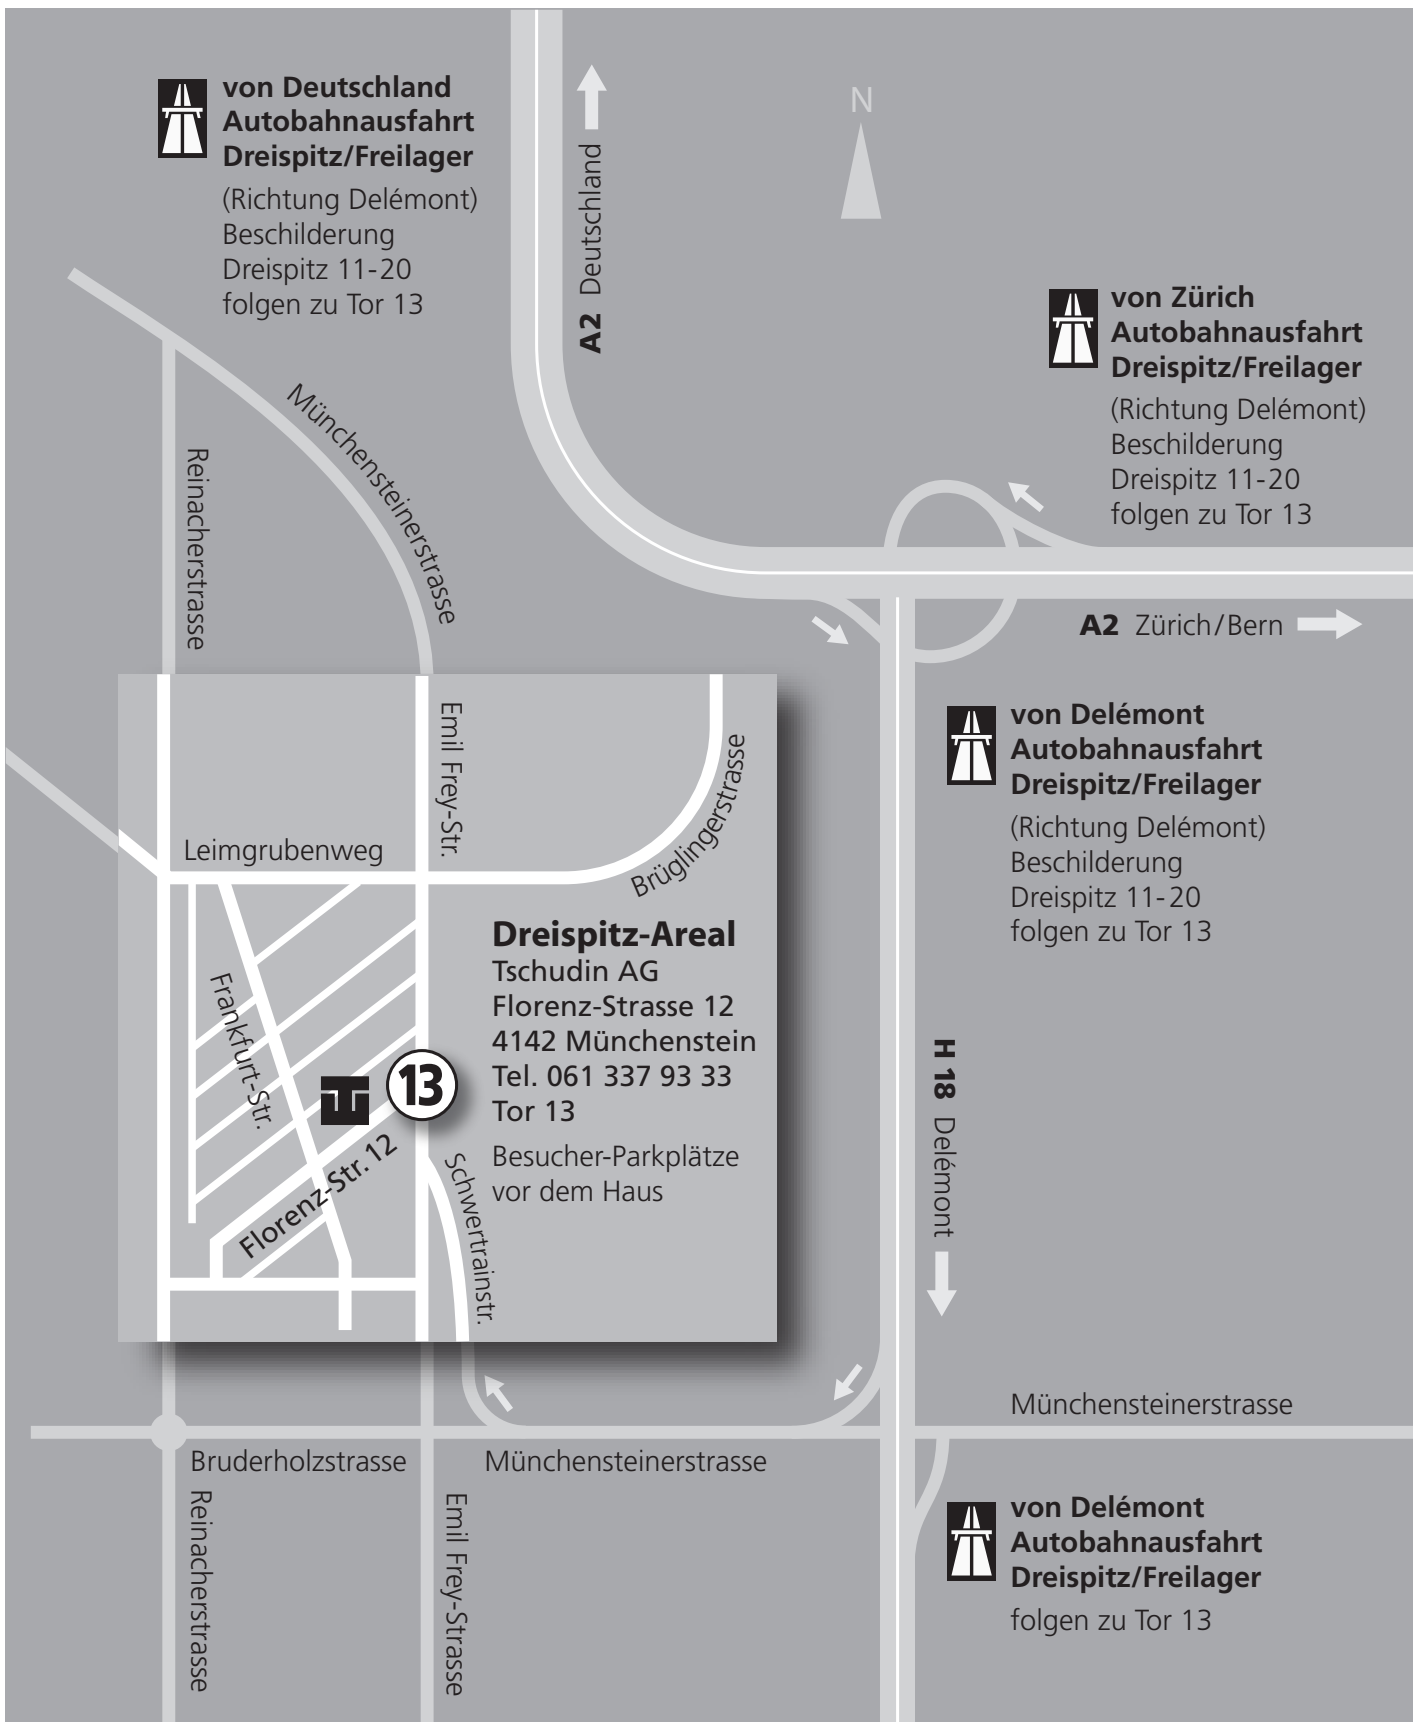 von Deutschland
Autobahnausfahrt
Dreispitz/Freilager
(Richtung Delémont)
Beschilderung
Dreispitz 11-20
folgen zu Tor 13
A2 Deutschland
N
von Zürich
Autobahnausfahrt
Dreispitz/Freilager
(Richtung Delémont)
Beschilderung
Dreispitz 11-20
folgen zu Tor 13
Münchensteinerstrasse
Reinacherstrasse
A2 Zürich/Bern
von Delémont
Autobahnausfahrt
Dreispitz/Freilager
(Richtung Delémont)
Beschilderung
Dreispitz 11-20
folgen zu Tor 13
Emil Frey-Str.
Brüglingerstrasse
Leimgrubenweg
Dreispitz-Areal
Tschudin AG
Florenz-Strasse 12
4142 Münchenstein
Tel. 061 337 93 33
Tor 13
Besucher-Parkplätze
vor dem Haus
Frankfurt-Str.
13
Florenz-Str. 12
Schwertrainstr.
H 18 Delémont
Münchensteinerstrasse
Bruderholzstrasse
Münchensteinerstrasse
Reinacherstrasse
Emil Frey-Strasse
von Delémont
Autobahnausfahrt
Dreispitz/Freilager
folgen zu Tor 13